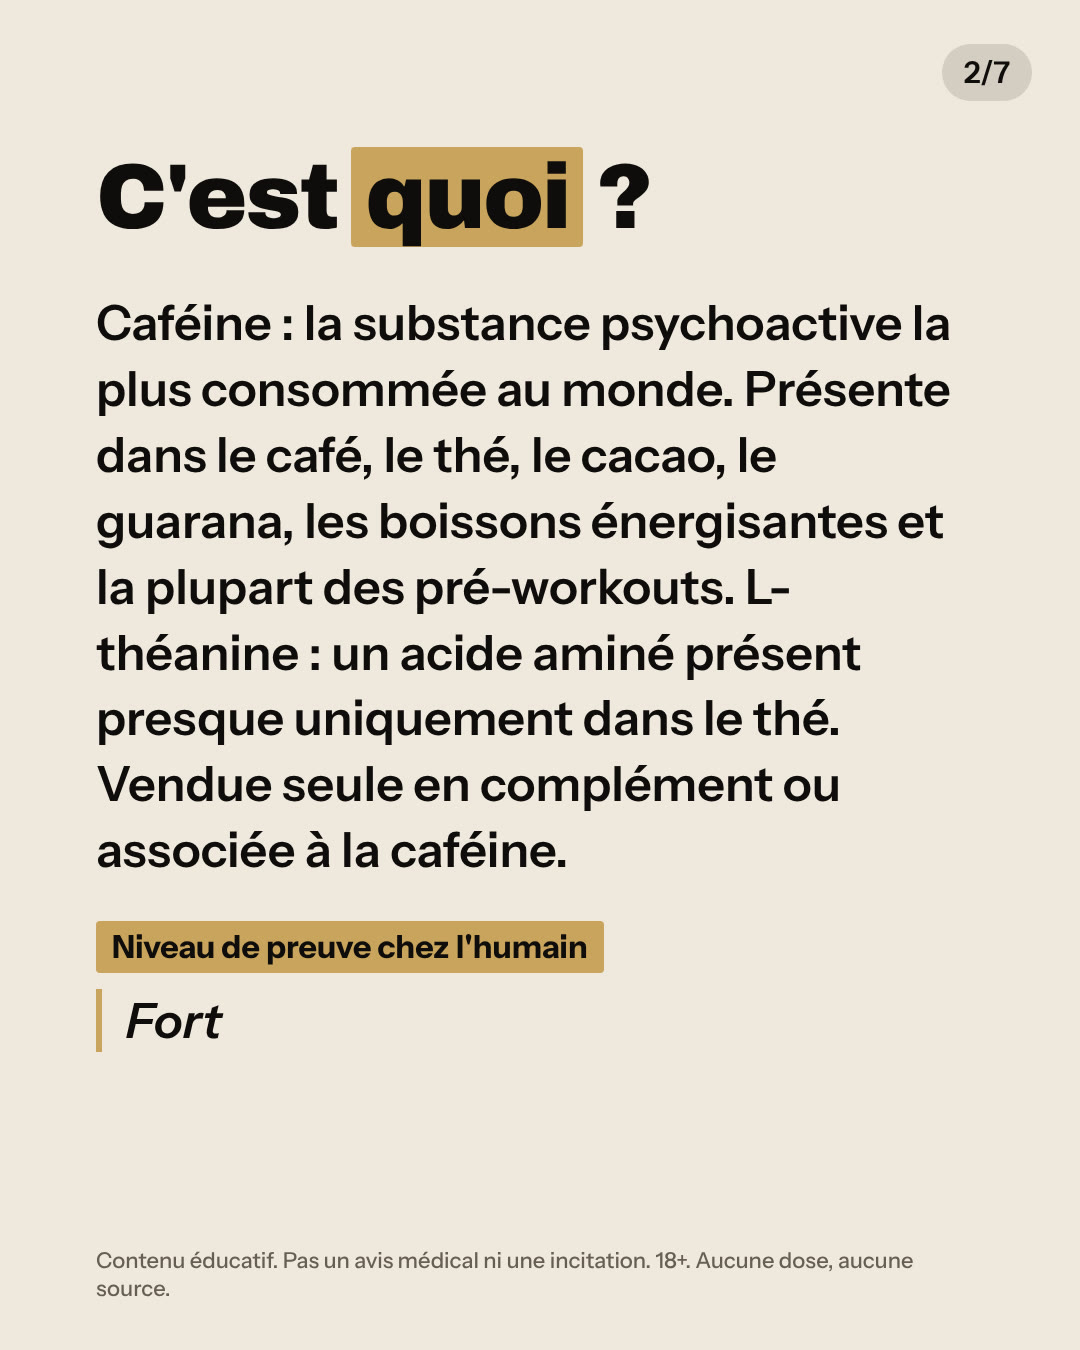 2/7
C'est quoi ?
Caféine : la substance psychoactive la
plus consommée au monde. Présente
dans le café, le thé, le cacao, le
guarana, les boissons énergisantes et
la plupart des pré-workouts. L-
théanine : un acide aminé présent
presque uniquement dans le thé.
Vendue seule en complément ou
associée à la caféine.
Niveau de preuve chez l'humain
Fort
Contenu éducatif. Pas un avis médical ni une incitation. 18+. Aucune dose, aucune
source.